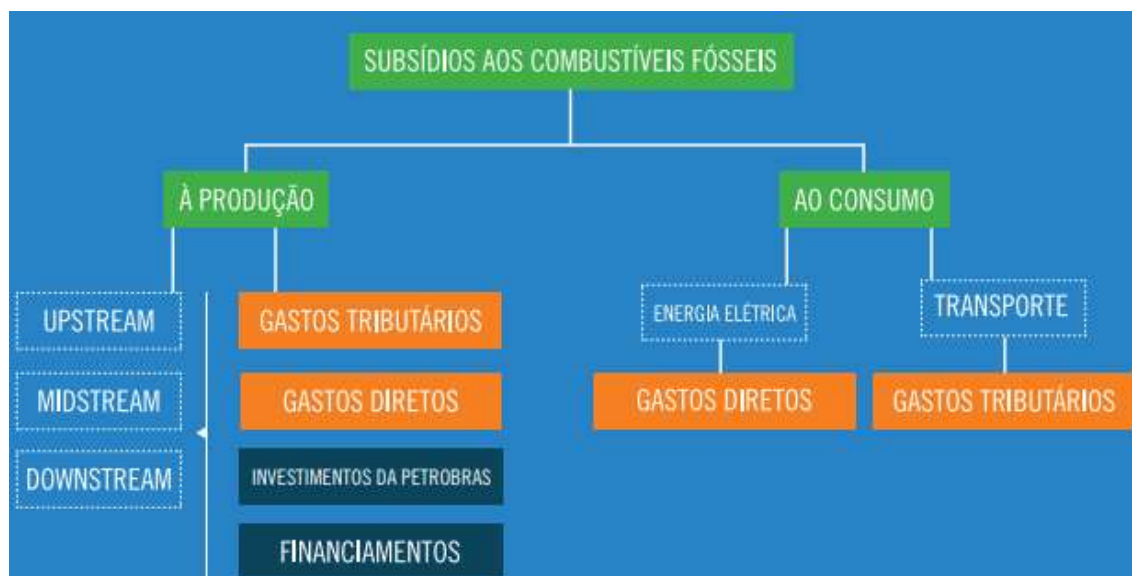 SUBSÍDIOS AOS COMBUSTÍVEIS FÓSSEIS
À PRODUÇÃO
AO CONSUMO
UPSTREAM
GASTOS TRIBUTÁRIOS
ENERGIA ELÉTRICA
TRANSPORTE
MIDSTREAM
GASTOS DIRETOS
GASTOS DIRETOS
GASTOS TRIBUTÁRIOS
DOWNSTREAM
INVESTIMENTOS DA PETROBRAS
FINANCIAMENTOS